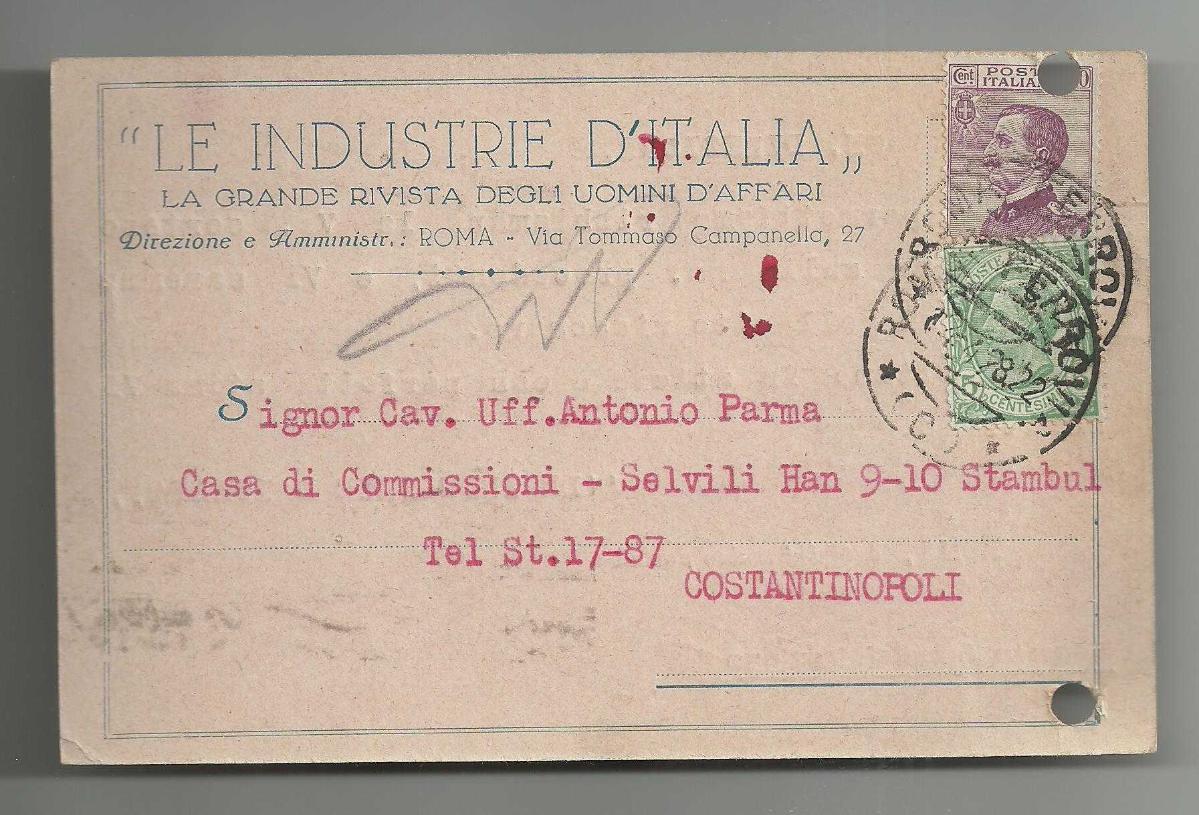 "LE INDUSTRIE D'ITALIA„
LA GRANDE RIVISTA DEGLI UOMINI D'AFFARI
Direzione e Amministr.: ROMA - Via Tommaso Campanella, 27
Cent. POSTE ITALIANE
Signor Cav. Uff.Antonio Parma
Casa di Commissioni - Selvili Han 9-10 Stambul
Tel St.17-87
COSTANTINOPOLI